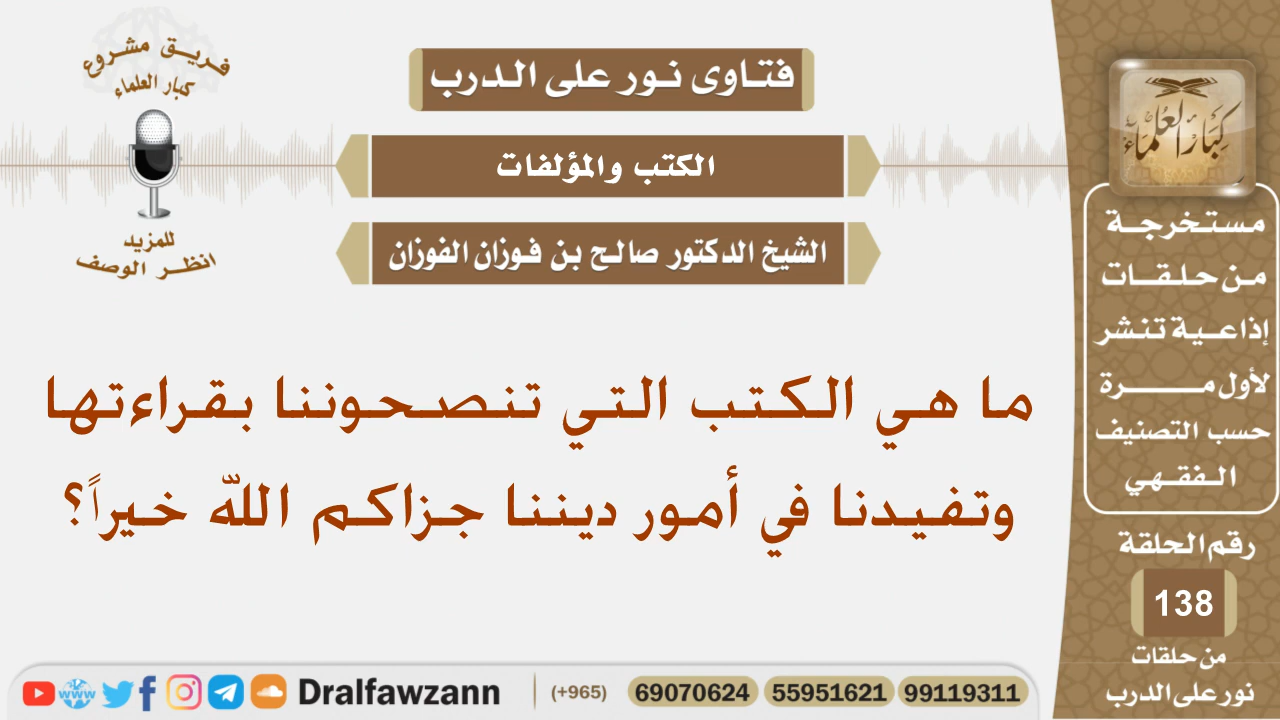 فريق مشروع
كبار العلماء
للمزيد
انظر الوصف
فتاوى نور على الدرب
الكتب والمؤلفات
الشيخ الدكتور صالح بن فوزان الفوزان
ما هي الكتب التي تنصحوننا بقراءتها
وتفيدنا في أمور ديننا جزاكم الله خيراً؟
كبار العلماء
مستخرجة
من حلقات
إذاعية تنشر
لأول مرة
حسب التصنيف
الفقهي
رقم الحلقة
138
من حلقات
نور على الدرب
www
Dralfawzann
(+965) 69070624 55951621 99119311